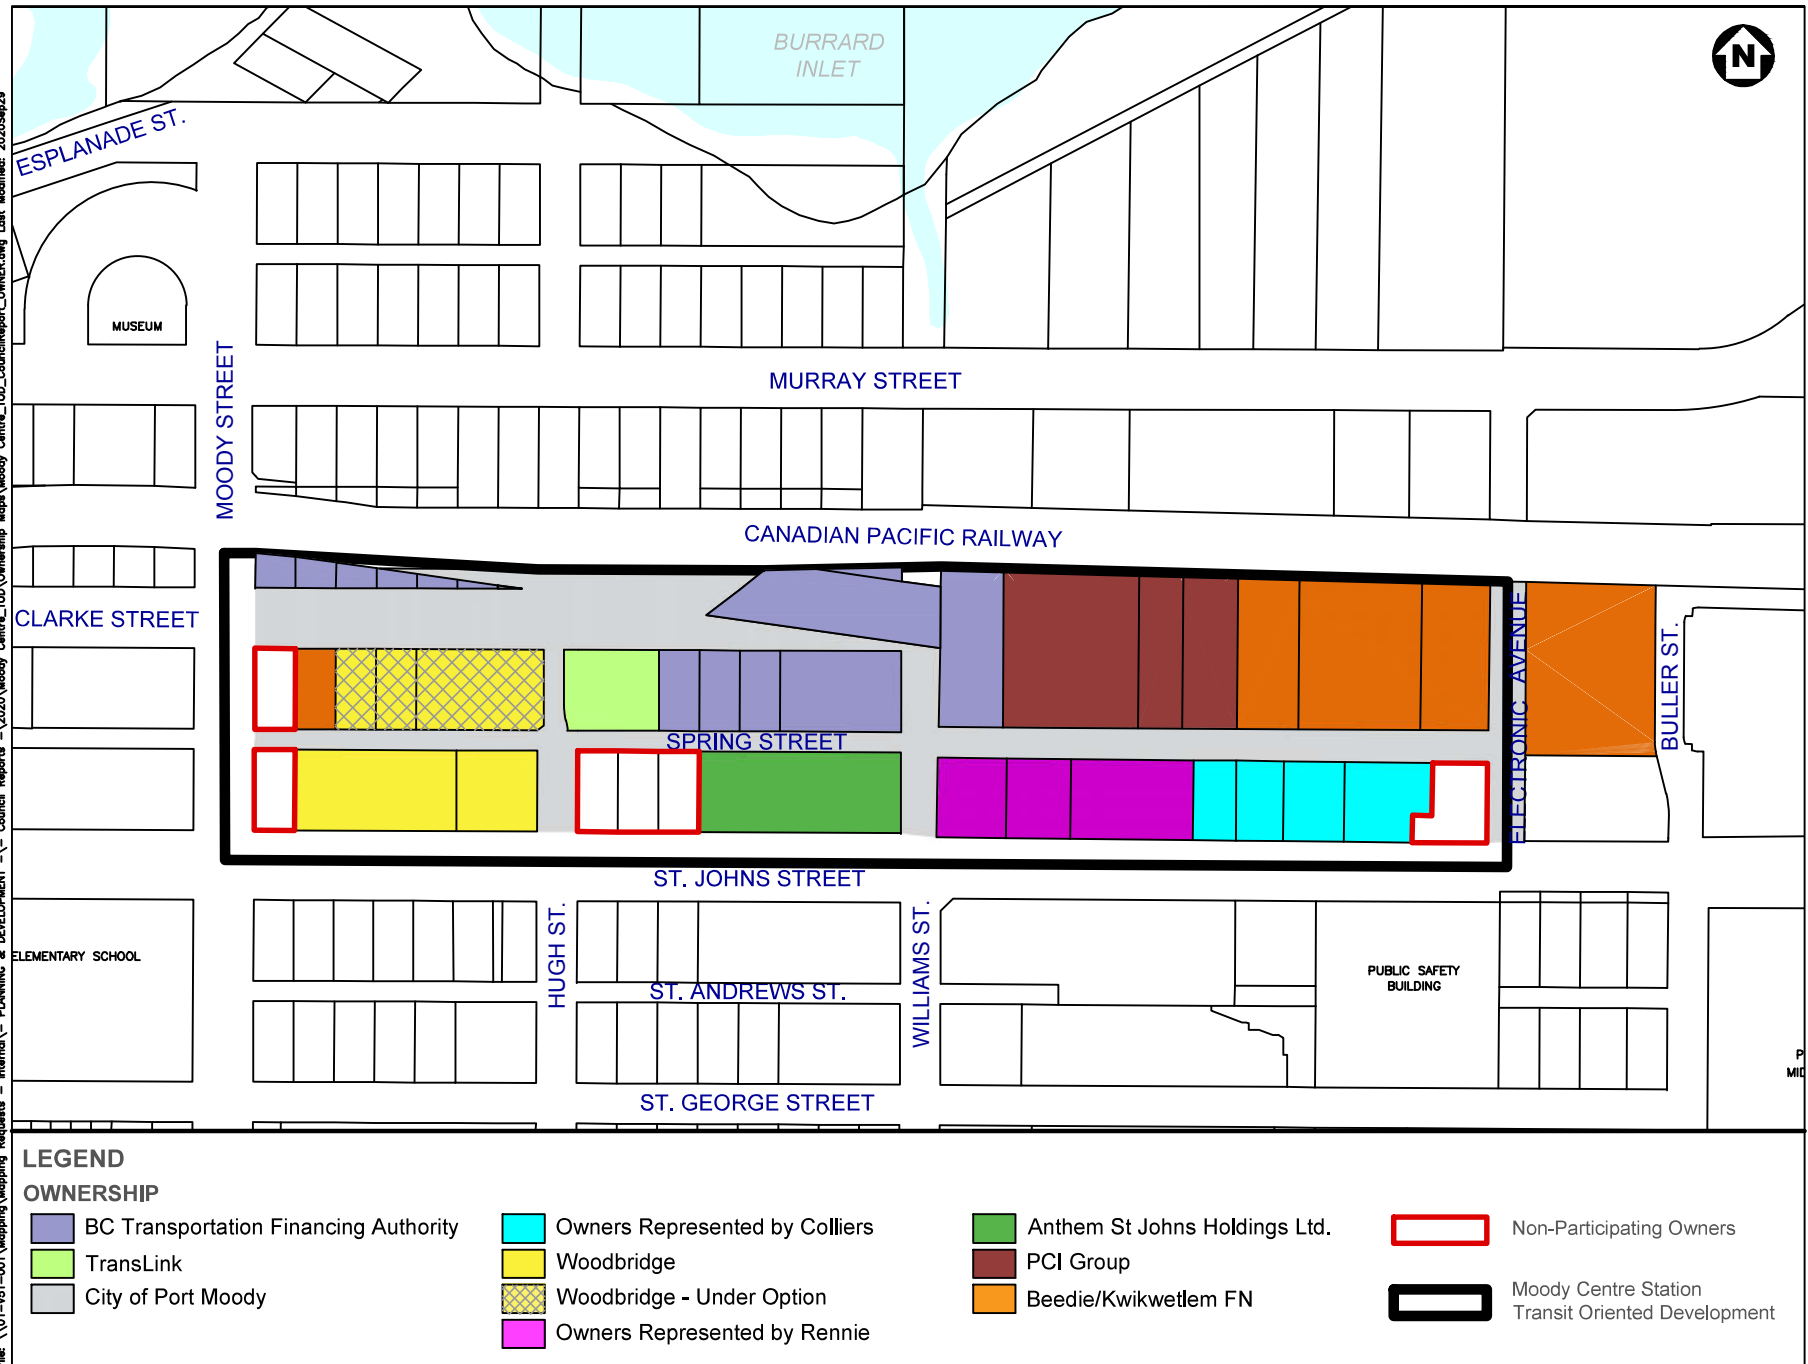 BURRARD
INLET
N
ESPLANADE ST.
MUSEUM
MOODY STREET
MURRAY STREET
CANADIAN PACIFIC RAILWAY
CLARKE STREET
ELECTRONIC AVENUE
BULLER ST.
SPRING STREET
ST. JOHNS STREET
HUGH ST.
WILLIAMS ST.
ELEMENTARY SCHOOL
PUBLIC SAFETY
BUILDING
ST. ANDREWS ST.
P
MID
ST. GEORGE STREET
LEGEND
OWNERSHIP
BC Transportation Financing Authority
TransLink
City of Port Moody
Owners Represented by Colliers
Woodbridge
Woodbridge - Under Option
Owners Represented by Rennie
Anthem St Johns Holdings Ltd.
PCI Group
Beedie/Kwikwetlem FN
Non-Participating Owners
Moody Centre Station
Transit Oriented Development